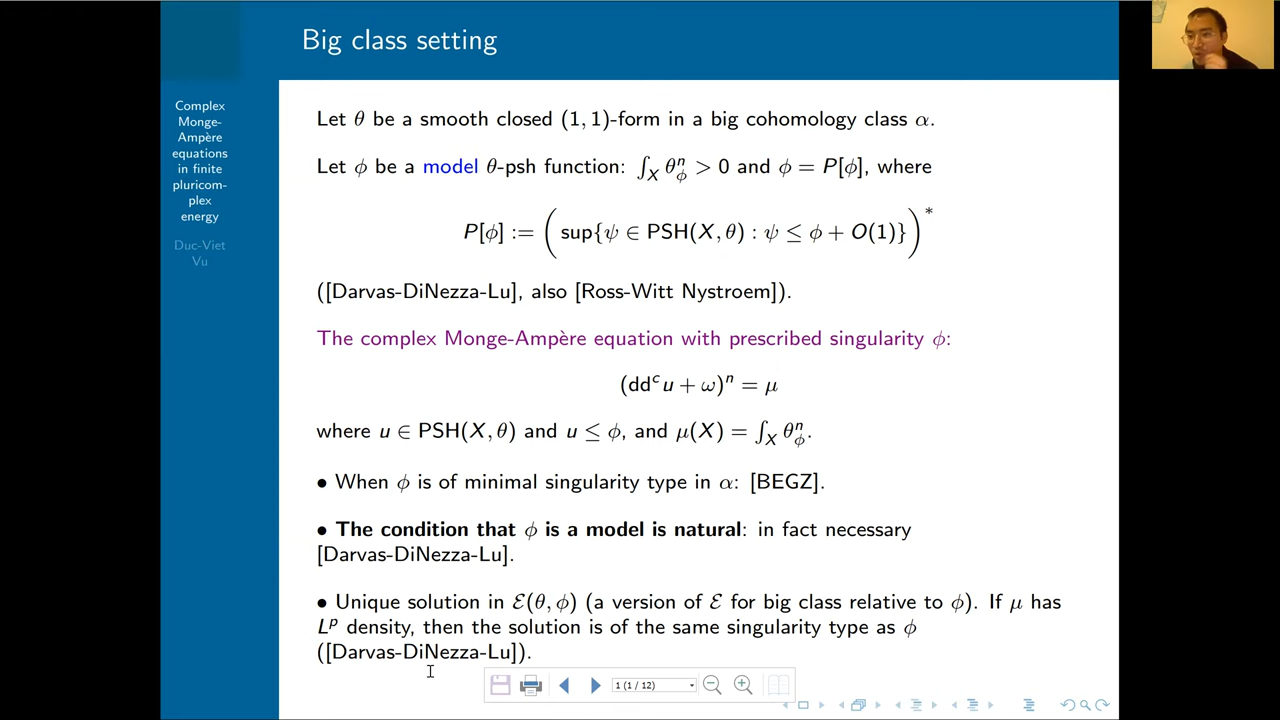 Big class setting
Complex
Monge-
Ampère
equations
in finite
pluricom-
plex
energy
Duc-Viet
Vu
Let θ be a smooth closed (1, 1)-form in a big cohomology class α.
Let ϕ be a model θ-psh function: ∫_X θ_ϕ^n > 0 and ϕ = P[ϕ], where
P[ϕ] := (sup{ψ ∈ PSH(X, θ) : ψ ≤ ϕ + O(1)})^*
([Darvas-DiNezza-Lu], also [Ross-Witt Nystroem]).
The complex Monge-Ampère equation with prescribed singularity ϕ:
(dd^c u + ω)^n = μ
where u ∈ PSH(X, θ) and u ≤ ϕ, and μ(X) = ∫_X θ_ϕ^n.
• When ϕ is of minimal singularity type in α: [BEGZ].
• The condition that ϕ is a model is natural: in fact necessary
[Darvas-DiNezza-Lu].
• Unique solution in ℰ(θ, ϕ) (a version of ℰ for big class relative to ϕ). If μ has
L^p density, then the solution is of the same singularity type as ϕ
([Darvas-DiNezza-Lu]).
1 (1 / 12)